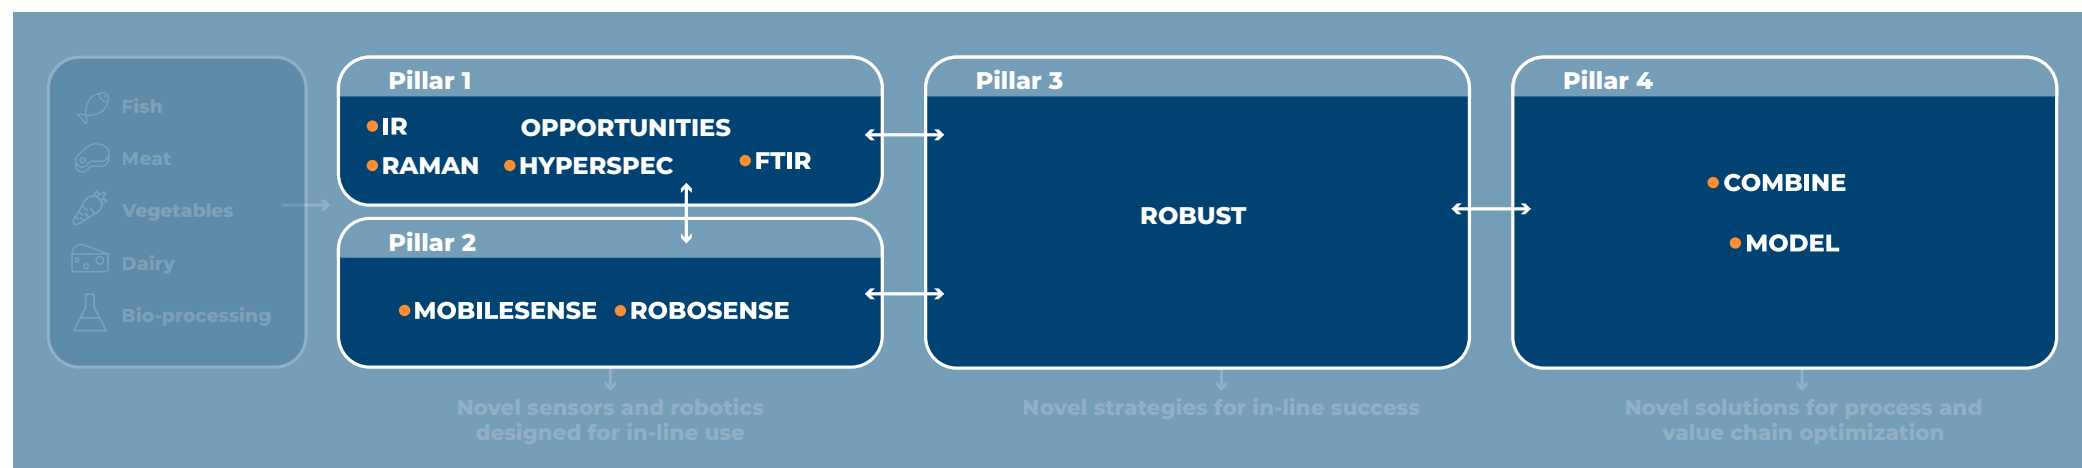 Fish
Meat
Vegetables
Dairy
Bio-processing
Pillar 1
IR
OPPORTUNITIES
RAMAN
HYPERSPEC
FTIR
Pillar 2
MOBILESENSE
ROBOSENSE
Novel sensors and robotics
designed for in-line use
Pillar 3
ROBUST
Novel strategies for in-line success
Pillar 4
COMBINE
MODEL
Novel solutions for process and
value chain optimization